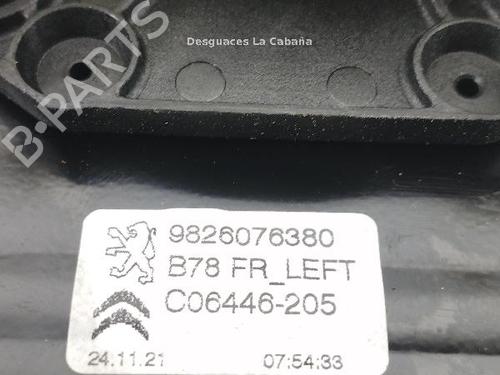 Desguaces La Cabaña
B-PARTS
9826076380
B78 FR_LEFT
C06446-205
24.11.21 07:54:33